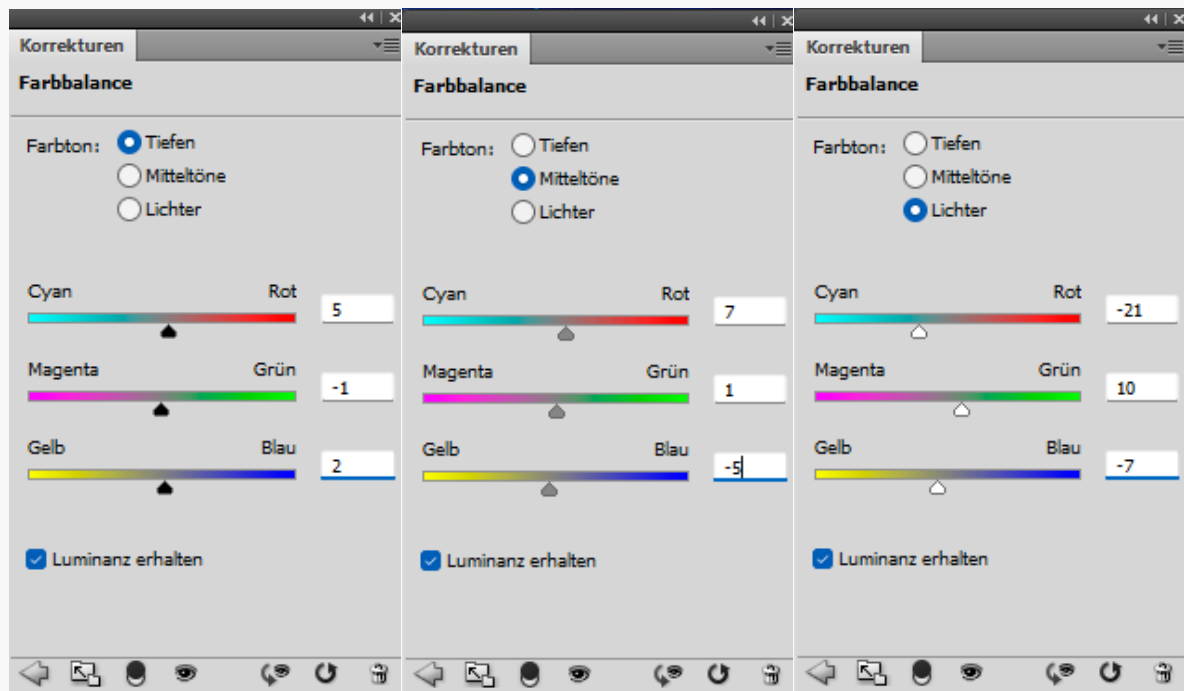 Korrekturen
Farbbalance
Farbton:
Tiefen
Mitteltöne
Lichter
Cyan Rot 5
Magenta Grün -1
Gelb Blau 2
Luminanz erhalten
Korrekturen
Farbbalance
Farbton:
Tiefen
Mitteltöne
Lichter
Cyan Rot 7
Magenta Grün 1
Gelb Blau -5
Luminanz erhalten
Korrekturen
Farbbalance
Farbton:
Tiefen
Mitteltöne
Lichter
Cyan Rot -21
Magenta Grün 10
Gelb Blau -7
Luminanz erhalten